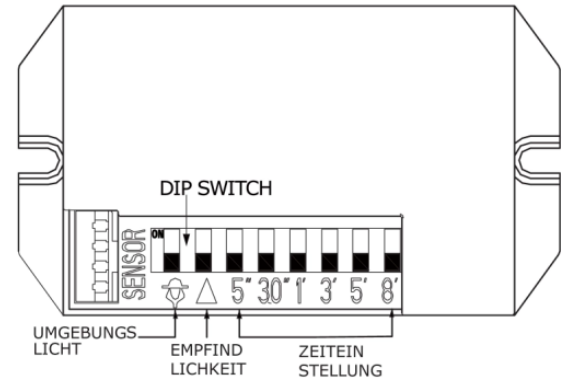 DIP SWITCH
ON
SENSOR
5" 30" 1' 3' 5' 8'
UMGEBUNGS
LICHT
EMPFIND
LICHKEIT
ZEITEIN
STELLUNG